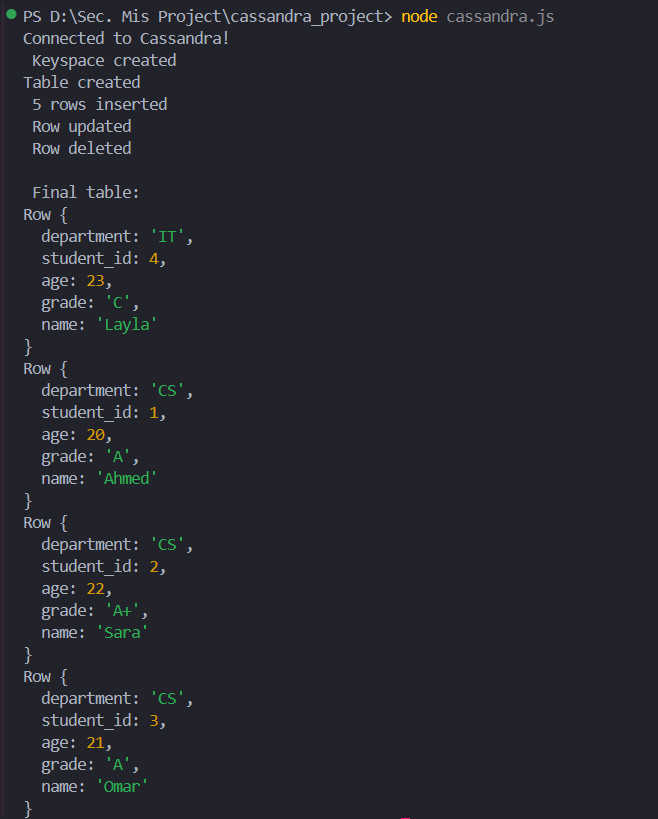 PS D:\Sec. Mis Project\cassandra_project> node cassandra.js
Connected to Cassandra!
 Keyspace created
Table created
 5 rows inserted
 Row updated
 Row deleted

 Final table:
Row {
  department: 'IT',
  student_id: 4,
  age: 23,
  grade: 'C',
  name: 'Layla'
}
Row {
  department: 'CS',
  student_id: 1,
  age: 20,
  grade: 'A',
  name: 'Ahmed'
}
Row {
  department: 'CS',
  student_id: 2,
  age: 22,
  grade: 'A+',
  name: 'Sara'
}
Row {
  department: 'CS',
  student_id: 3,
  age: 21,
  grade: 'A',
  name: 'Omar'
}